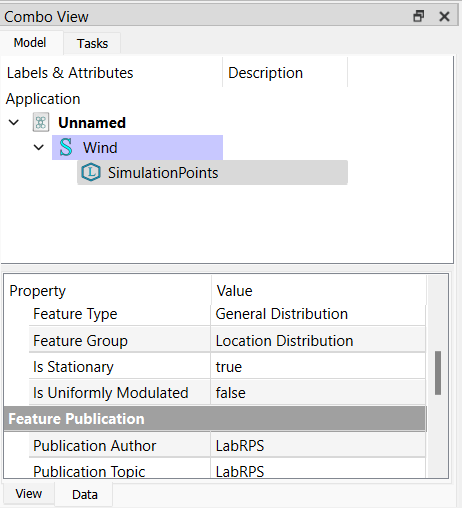 Combo View
Model Tasks
Labels & Attributes Description
Application
Unnamed
S Wind
L SimulationPoints
Property Value
Feature Type General Distribution
Feature Group Location Distribution
Is Stationary true
Is Uniformly Modulated false
Feature Publication
Publication Author LabRPS
Publication Topic LabRPS
View Data